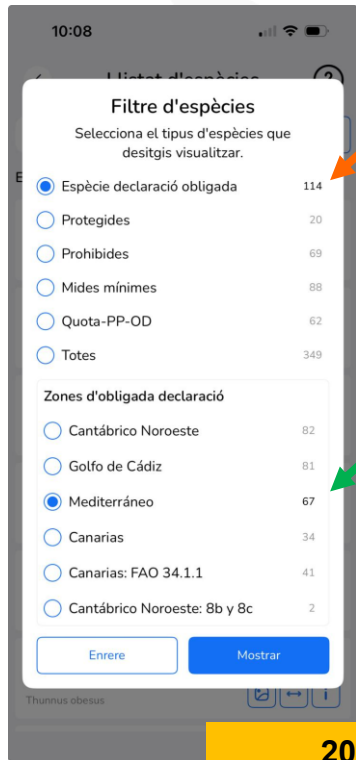 10:08
Llistat d'espècies
?
E
Filtre d'espècies
Selecciona el tipus d'espècies que
desitgis visualitzar.
Espècie declaració obligada 114
Protegides 20
Prohibides 69
Mides mínimes 88
Quota-PP-OD 62
Totes 349
Zones d'obligada declaració
Cantábrico Noroeste 82
Golfo de Cádiz 81
Mediterráneo 67
Canarias 34
Canarias: FAO 34.1.1 41
Cantábrico Noroeste: 8b y 8c 2
Enrere Mostrar
Thunnus obesus
i
20